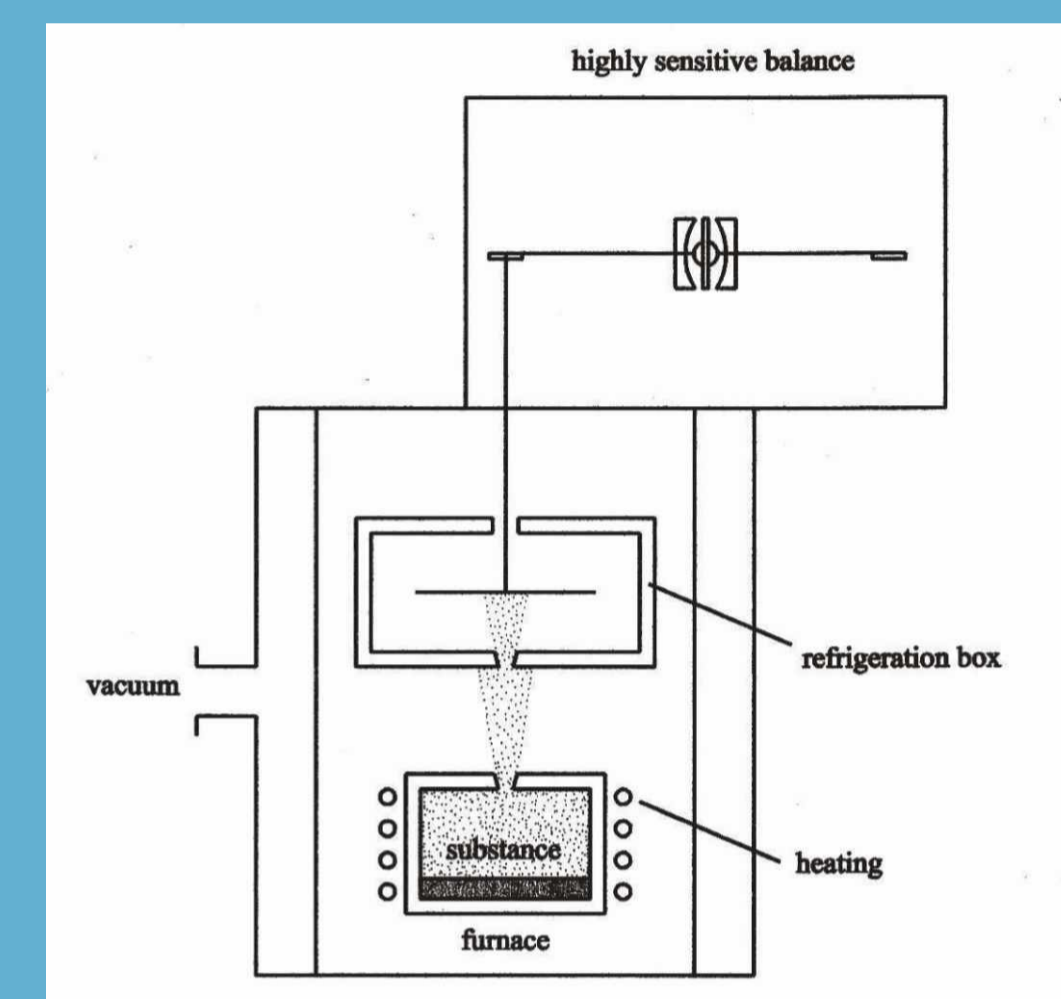 highly sensitive balance
refrigeration box
vacuum
substance
heating
furnace